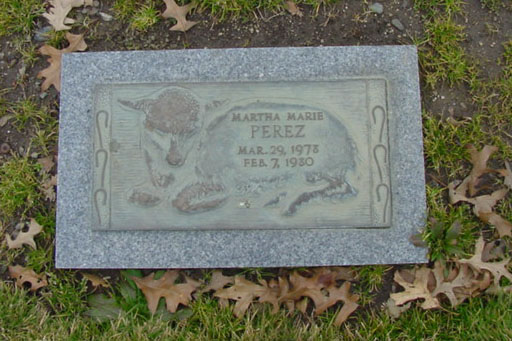 MARTHA MARIE
PEREZ
MAR. 29, 1978
FEB. 7, 1980